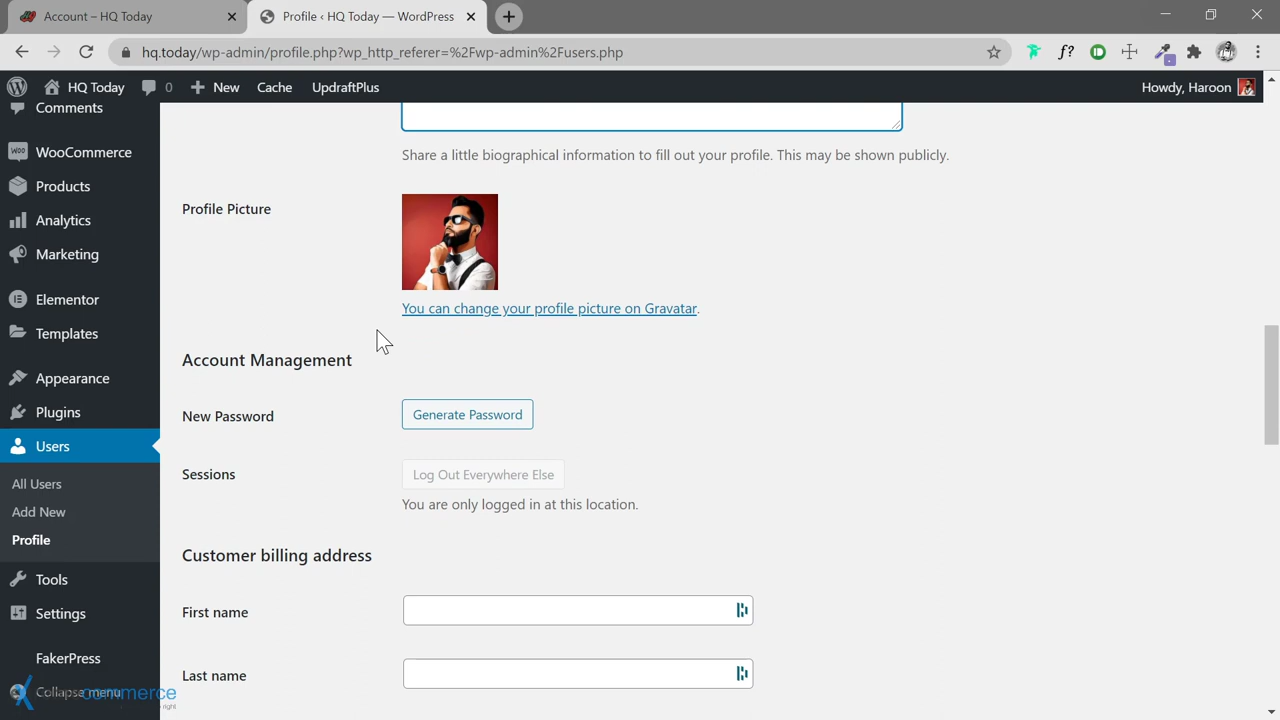 Account – HQ Today
Profile ‹ HQ Today — WordPress
hq.today/wp-admin/profile.php?wp_http_referer=%2Fwp-admin%2Fusers.php
f?
HQ Today
0
New
Cache
UpdraftPlus
Howdy, Haroon
Comments
WooCommerce
Products
Analytics
Marketing
Elementor
Templates
Appearance
Plugins
Users
All Users
Add New
Profile
Tools
Settings
FakerPress
Collapse menu
commerce
right
Share a little biographical information to fill out your profile. This may be shown publicly.
Profile Picture
You can change your profile picture on Gravatar.
Account Management
New Password
Generate Password
Sessions
Log Out Everywhere Else
You are only logged in at this location.
Customer billing address
First name
Last name